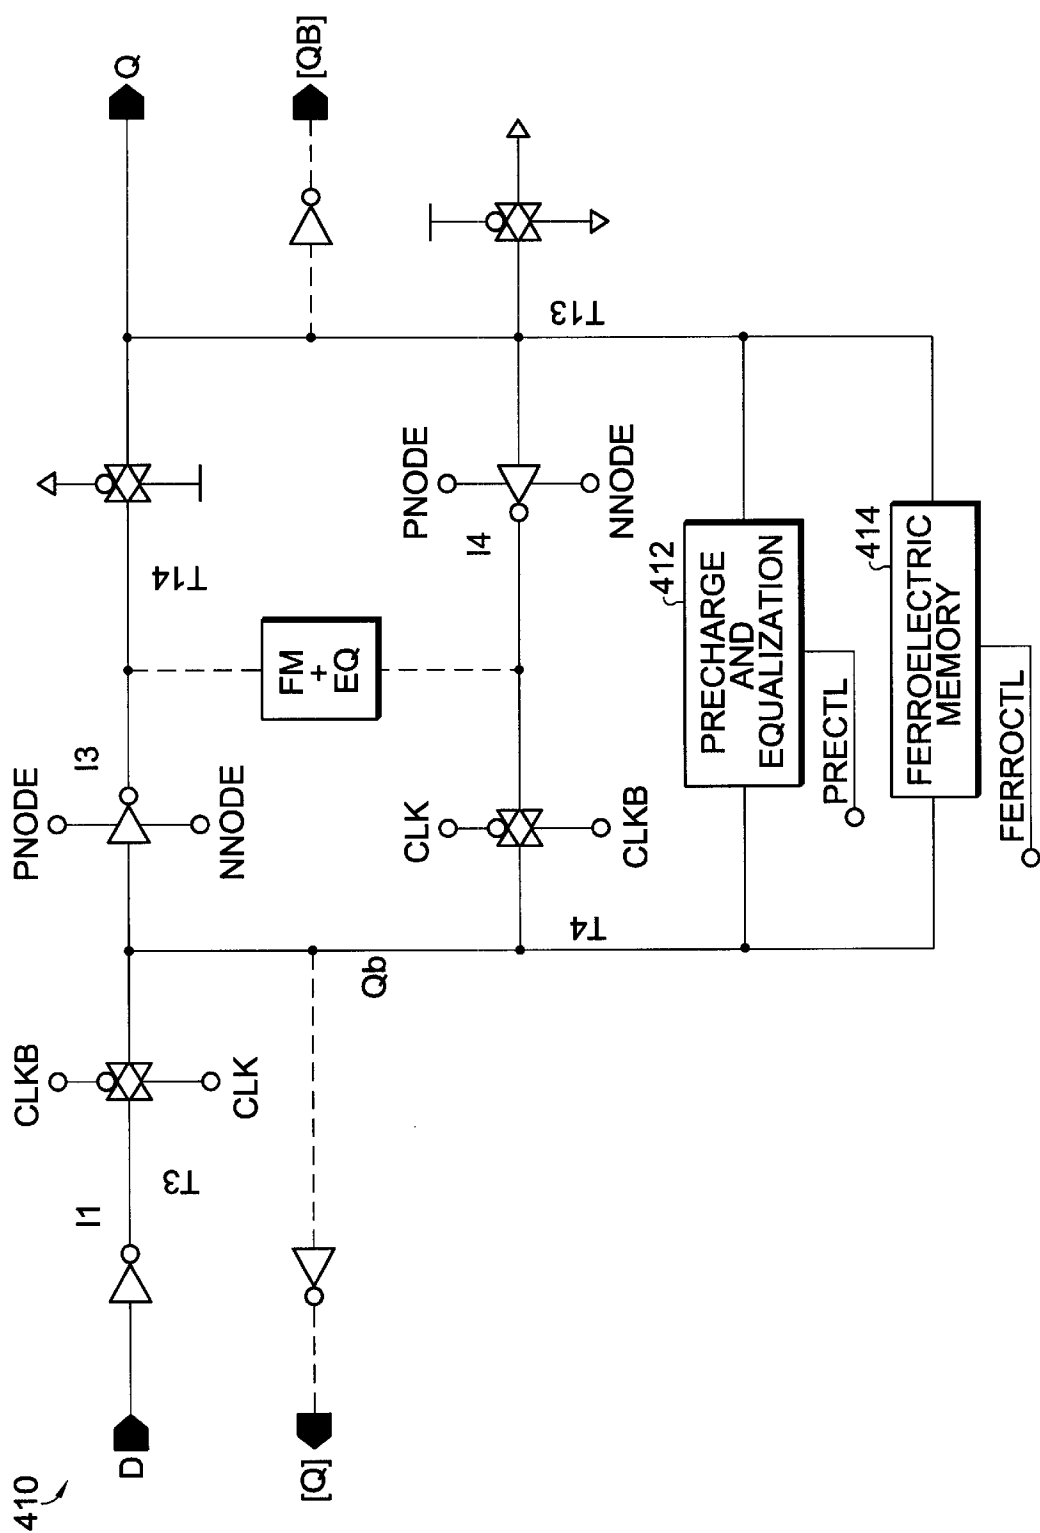 410
D
I1
T3
CLKB
CLK
[Q]
Qb
PNODE
I3
NNODE
T14
Q
[QB]
FM
+
EQ
CLK
CLKB
T4
I4
PNODE
NNODE
T13
412
PRECHARGE
AND
EQUALIZATION
PRECTL
414
FERROELECTRIC
MEMORY
FERROCTL